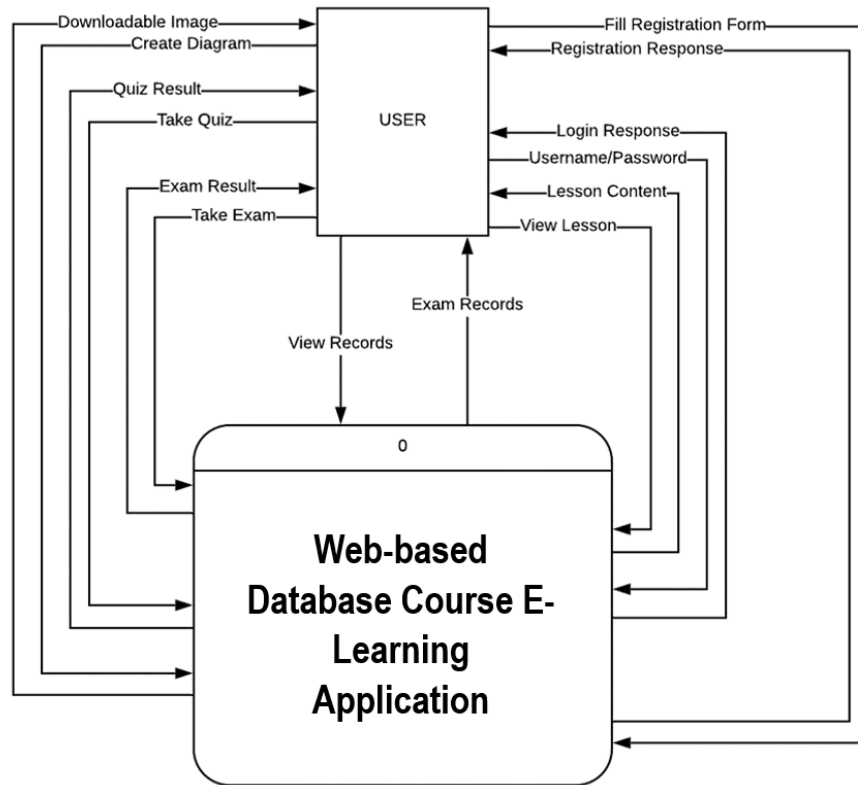 Downloadable Image
Fill Registration Form
Create Diagram
Registration Response
Quiz Result
Take Quiz
USER
Login Response
Username/Password
Exam Result
Lesson Content
Take Exam
View Lesson
Exam Records
View Records
0
Web-based
Database Course E-
Learning
Application